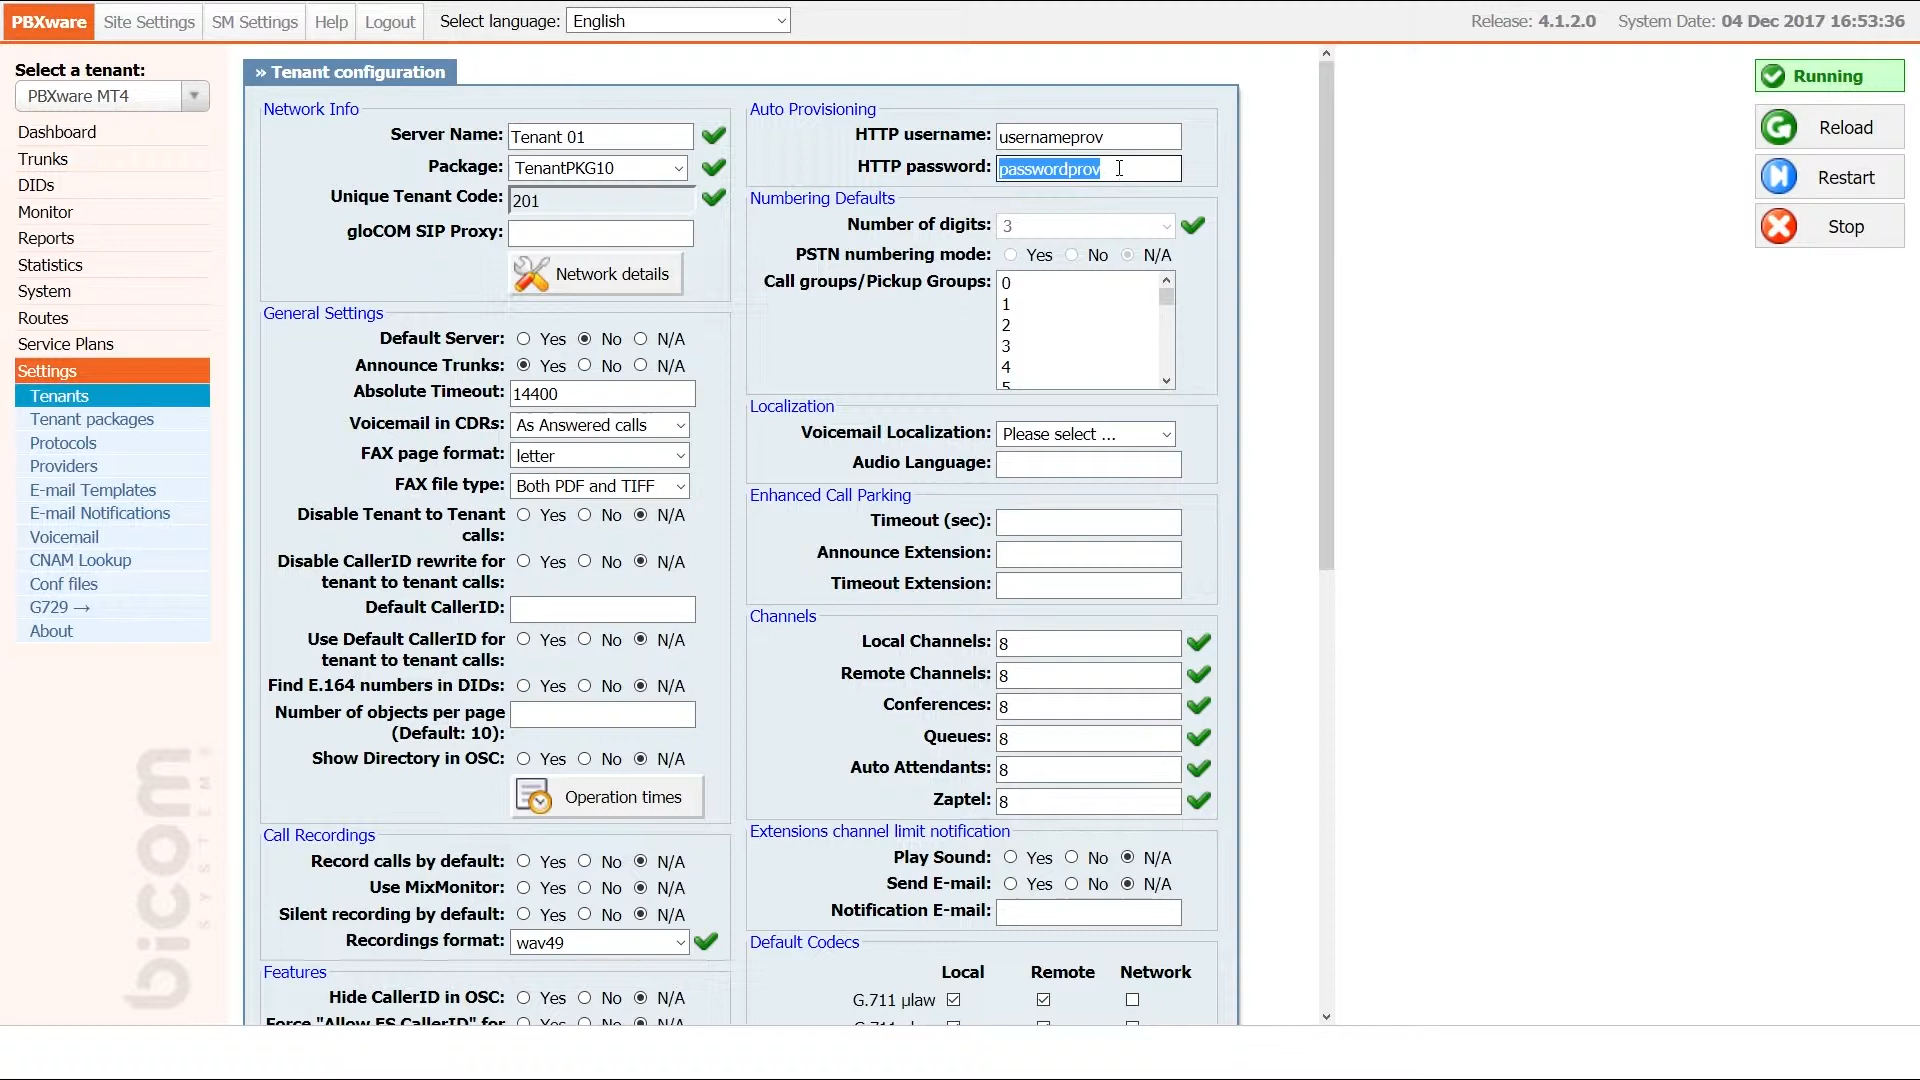 PBXware Site Settings SM Settings Help Logout Select language: English Release: 4.1.2.0 System Date: 04 Dec 2017 16:53:36
Select a tenant:
PBXware MT4
Dashboard
Trunks
DIDs
Monitor
Reports
Statistics
System
Routes
Service Plans
Settings
Tenants
Tenant packages
Protocols
Providers
E-mail Templates
E-mail Notifications
Voicemail
CNAM Lookup
Conf files
G729 →
About
bicom
SYSTEMS
» Tenant configuration
Network Info
Server Name: Tenant 01
Package: TenantPKG10
Unique Tenant Code: 201
gloCOM SIP Proxy:
Network details
General Settings
Default Server: Yes No N/A
Announce Trunks: Yes No N/A
Absolute Timeout: 14400
Voicemail in CDRs: As Answered calls
FAX page format: letter
FAX file type: Both PDF and TIFF
Disable Tenant to Tenant Yes No N/A
calls:
Disable CallerID rewrite for Yes No N/A
tenant to tenant calls:
Default CallerID:
Use Default CallerID for Yes No N/A
tenant to tenant calls:
Find E.164 numbers in DIDs: Yes No N/A
Number of objects per page
(Default: 10):
Show Directory in OSC: Yes No N/A
Operation times
Call Recordings
Record calls by default: Yes No N/A
Use MixMonitor: Yes No N/A
Silent recording by default: Yes No N/A
Recordings format: wav49
Features
Hide CallerID in OSC: Yes No N/A
Force "Allow ES CallerID" for Yes No N/A
Auto Provisioning
HTTP username: usernameprov
HTTP password: passwordprov
Numbering Defaults
Number of digits: 3
PSTN numbering mode: Yes No N/A
Call groups/Pickup Groups: 0
1
2
3
4
5
Localization
Voicemail Localization: Please select ...
Audio Language:
Enhanced Call Parking
Timeout (sec):
Announce Extension:
Timeout Extension:
Channels
Local Channels: 8
Remote Channels: 8
Conferences: 8
Queues: 8
Auto Attendants: 8
Zaptel: 8
Extensions channel limit notification
Play Sound: Yes No N/A
Send E-mail: Yes No N/A
Notification E-mail:
Default Codecs
Local Remote Network
G.711 µlaw
Running
Reload
Restart
Stop